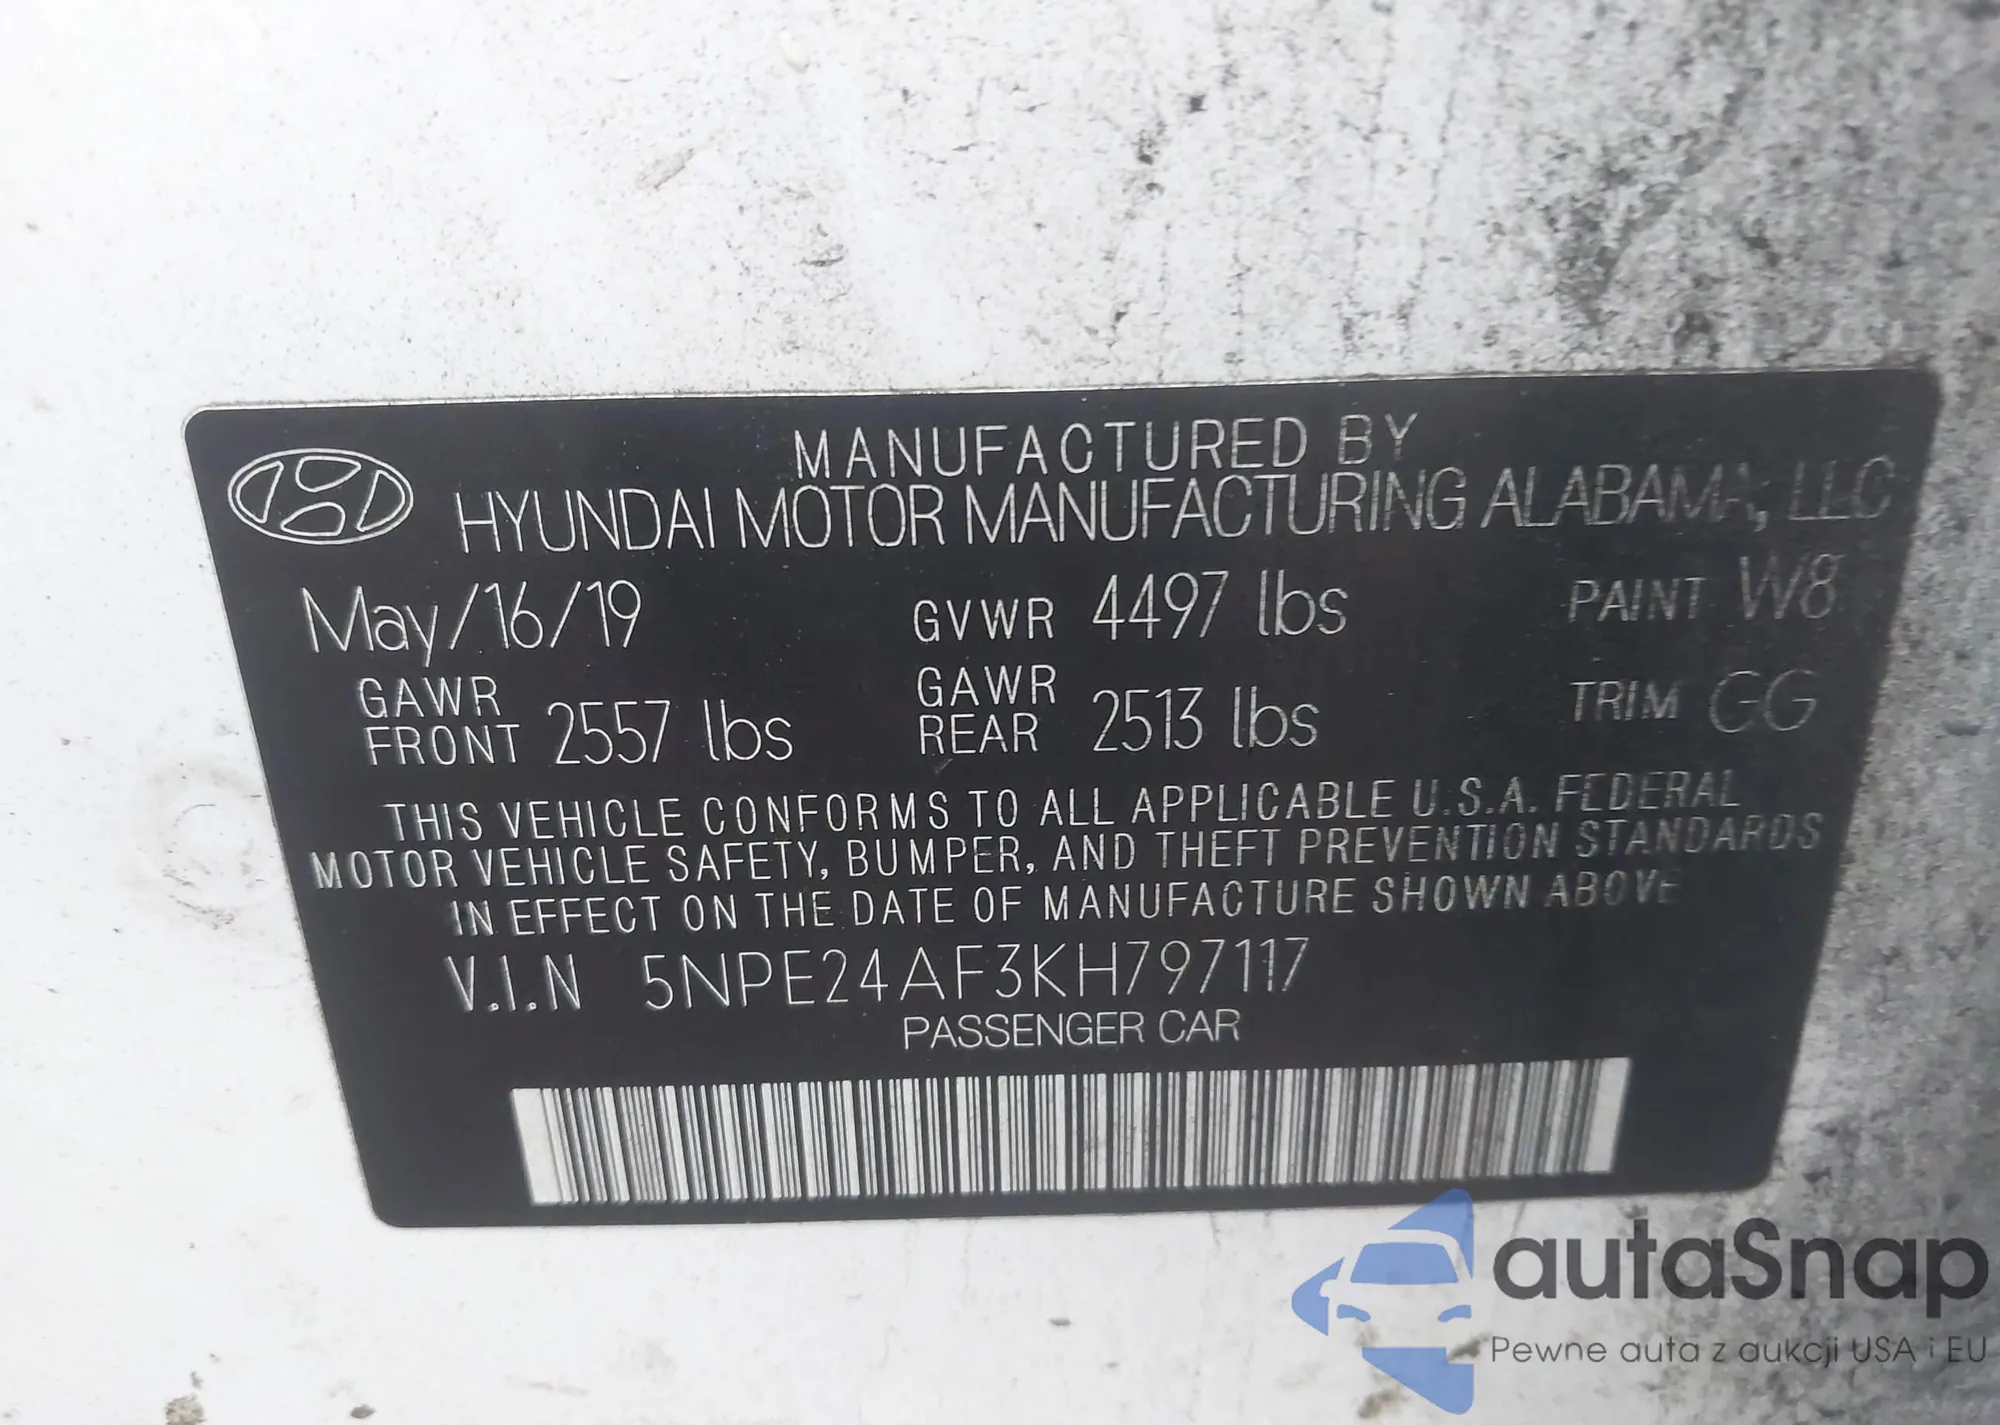 MANUFACTURED BY
HYUNDAI MOTOR MANUFACTURING ALABAMA, LLC
May/16/19 GVWR 4497 lbs PAINT W8
GAWR FRONT 2557 lbs GAWR REAR 2513 lbs TRIM GG
THIS VEHICLE CONFORMS TO ALL APPLICABLE U.S.A. FEDERAL
MOTOR VEHICLE SAFETY, BUMPER, AND THEFT PREVENTION STANDARDS
IN EFFECT ON THE DATE OF MANUFACTURE SHOWN ABOVE
V.I.N 5NPE24AF3KH797117
PASSENGER CAR
autaSnap
Pewne auta z aukcji USA i EU